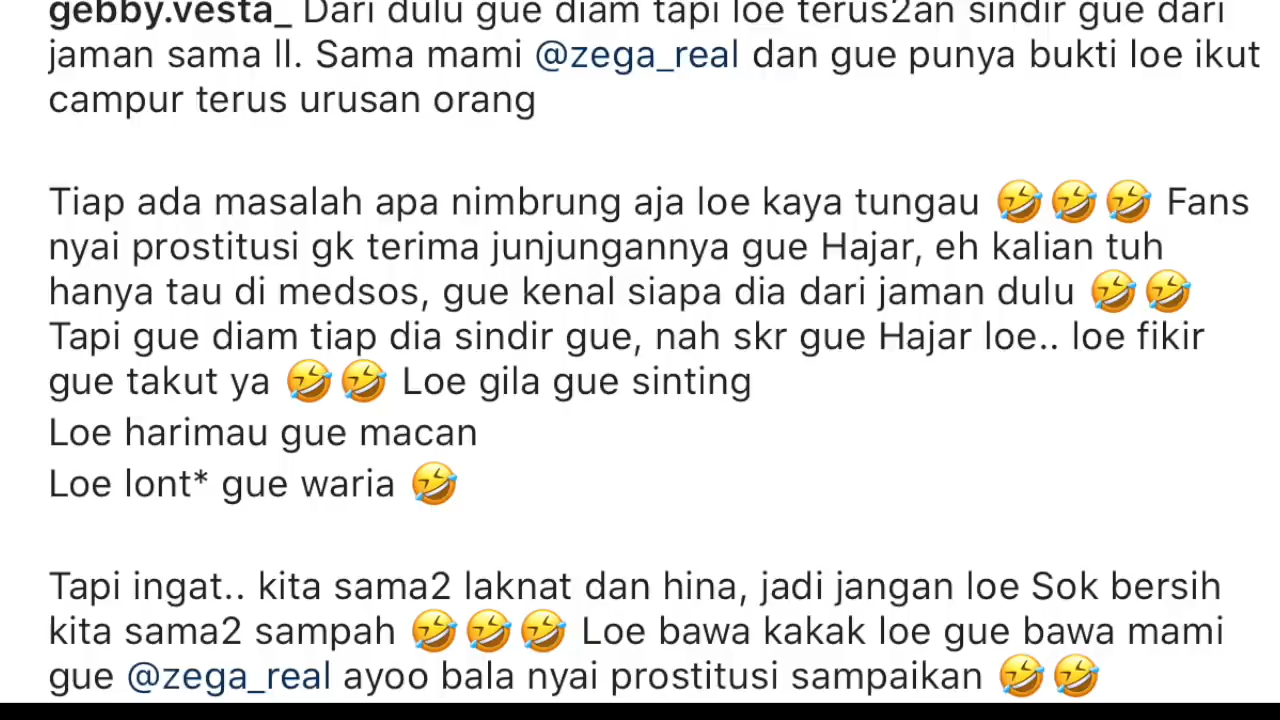 gebby.vesta_ Dari dulu gue diam tapi loe terus2an sindir gue dari
jaman sama ll. Sama mami @zega_real dan gue punya bukti loe ikut
campur terus urusan orang
Tiap ada masalah apa nimbrung aja loe kaya tungau 🤣🤣🤣 Fans
nyai prostitusi gk terima junjungannya gue Hajar, eh kalian tuh
hanya tau di medsos, gue kenal siapa dia dari jaman dulu 🤣🤣
Tapi gue diam tiap dia sindir gue, nah skr gue Hajar loe.. loe fikir
gue takut ya 🤣🤣 Loe gila gue sinting
Loe harimau gue macan
Loe lont* gue waria 🤣
Tapi ingat.. kita sama2 laknat dan hina, jadi jangan loe Sok bersih
kita sama2 sampah 🤣🤣🤣 Loe bawa kakak loe gue bawa mami
gue @zega_real ayoo bala nyai prostitusi sampaikan 🤣🤣